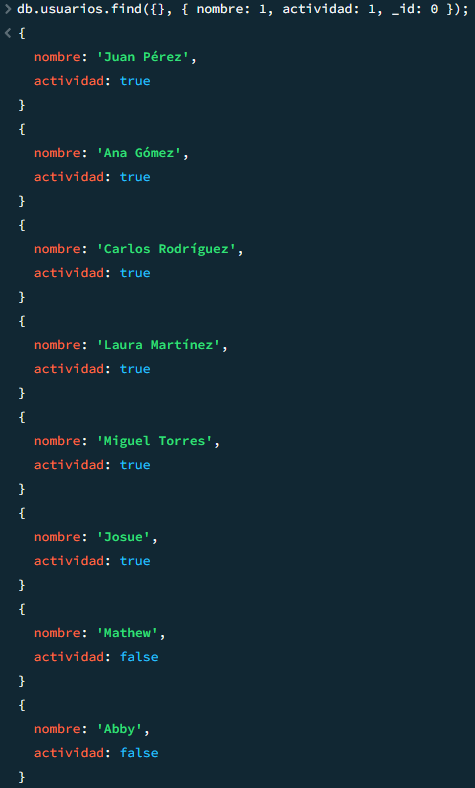 > db.usuarios.find({}, { nombre: 1, actividad: 1, _id: 0 });
< {
nombre: 'Juan Pérez',
actividad: true
}
{
nombre: 'Ana Gómez',
actividad: true
}
{
nombre: 'Carlos Rodríguez',
actividad: true
}
{
nombre: 'Laura Martínez',
actividad: true
}
{
nombre: 'Miguel Torres',
actividad: true
}
{
nombre: 'Josue',
actividad: true
}
{
nombre: 'Mathew',
actividad: false
}
{
nombre: 'Abby',
actividad: false
}